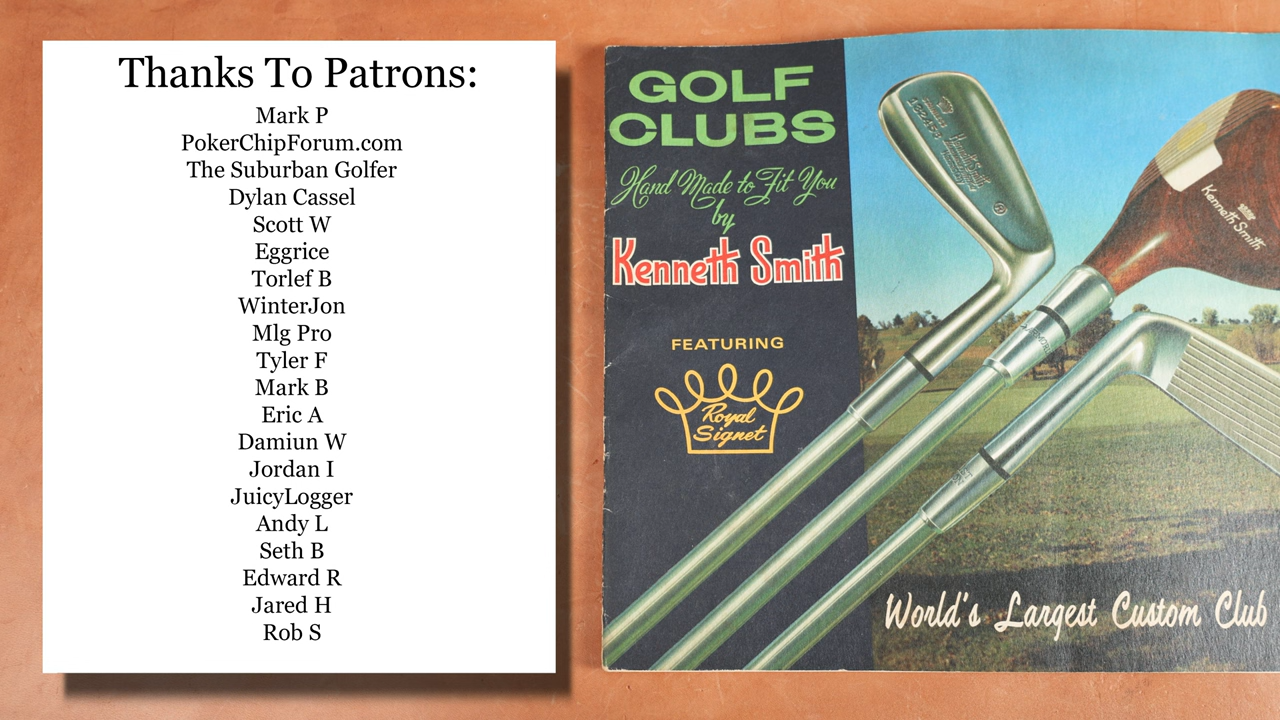 Thanks To Patrons:
Mark P
PokerChipForum.com
The Suburban Golfer
Dylan Cassel
Scott W
Eggrice
Torlef B
WinterJon
Mlg Pro
Tyler F
Mark B
Eric A
Damiun W
Jordan I
JuicyLogger
Andy L
Seth B
Edward R
Jared H
Rob S
GOLF
CLUBS
Hand Made to Fit You
by
Kenneth Smith
FEATURING
Royal
Signet
Kenneth Smith
World's Largest Custom Club